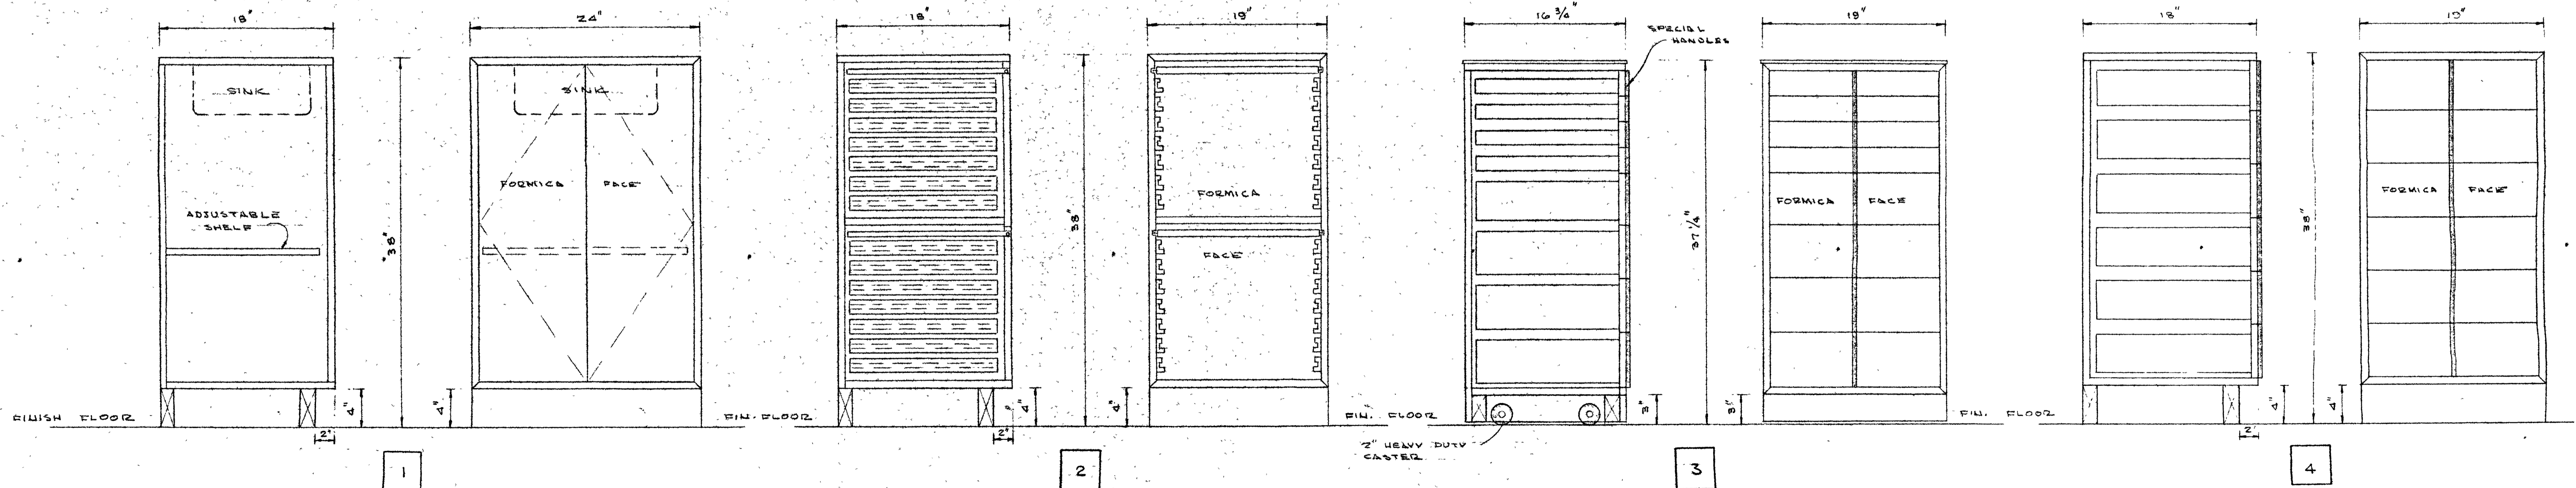 18"
24"
SINK
SINK
FORMICA FACE
ADJUSTABLE
SHELF
38"
4"
4"
FINISH FLOOR
2"
1
18"
19"
38"
FORMICA
FACE
4"
4"
FIN. FLOOR
2"
2
16 3/4"
19"
SPECIAL
HANDLES
37 1/4"
FORMICA FACE
3"
3"
FIN. FLOOR
2" HEAVY DUTY
CASTER
3
18"
19"
38"
FORMICA FACE
4"
4"
FIN. FLOOR
2"
4